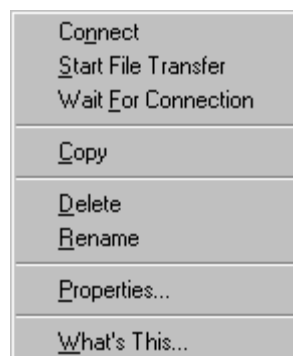 Connect
Start File Transfer
Wait For Connection
Copy
Delete
Rename
Properties...
What's This...